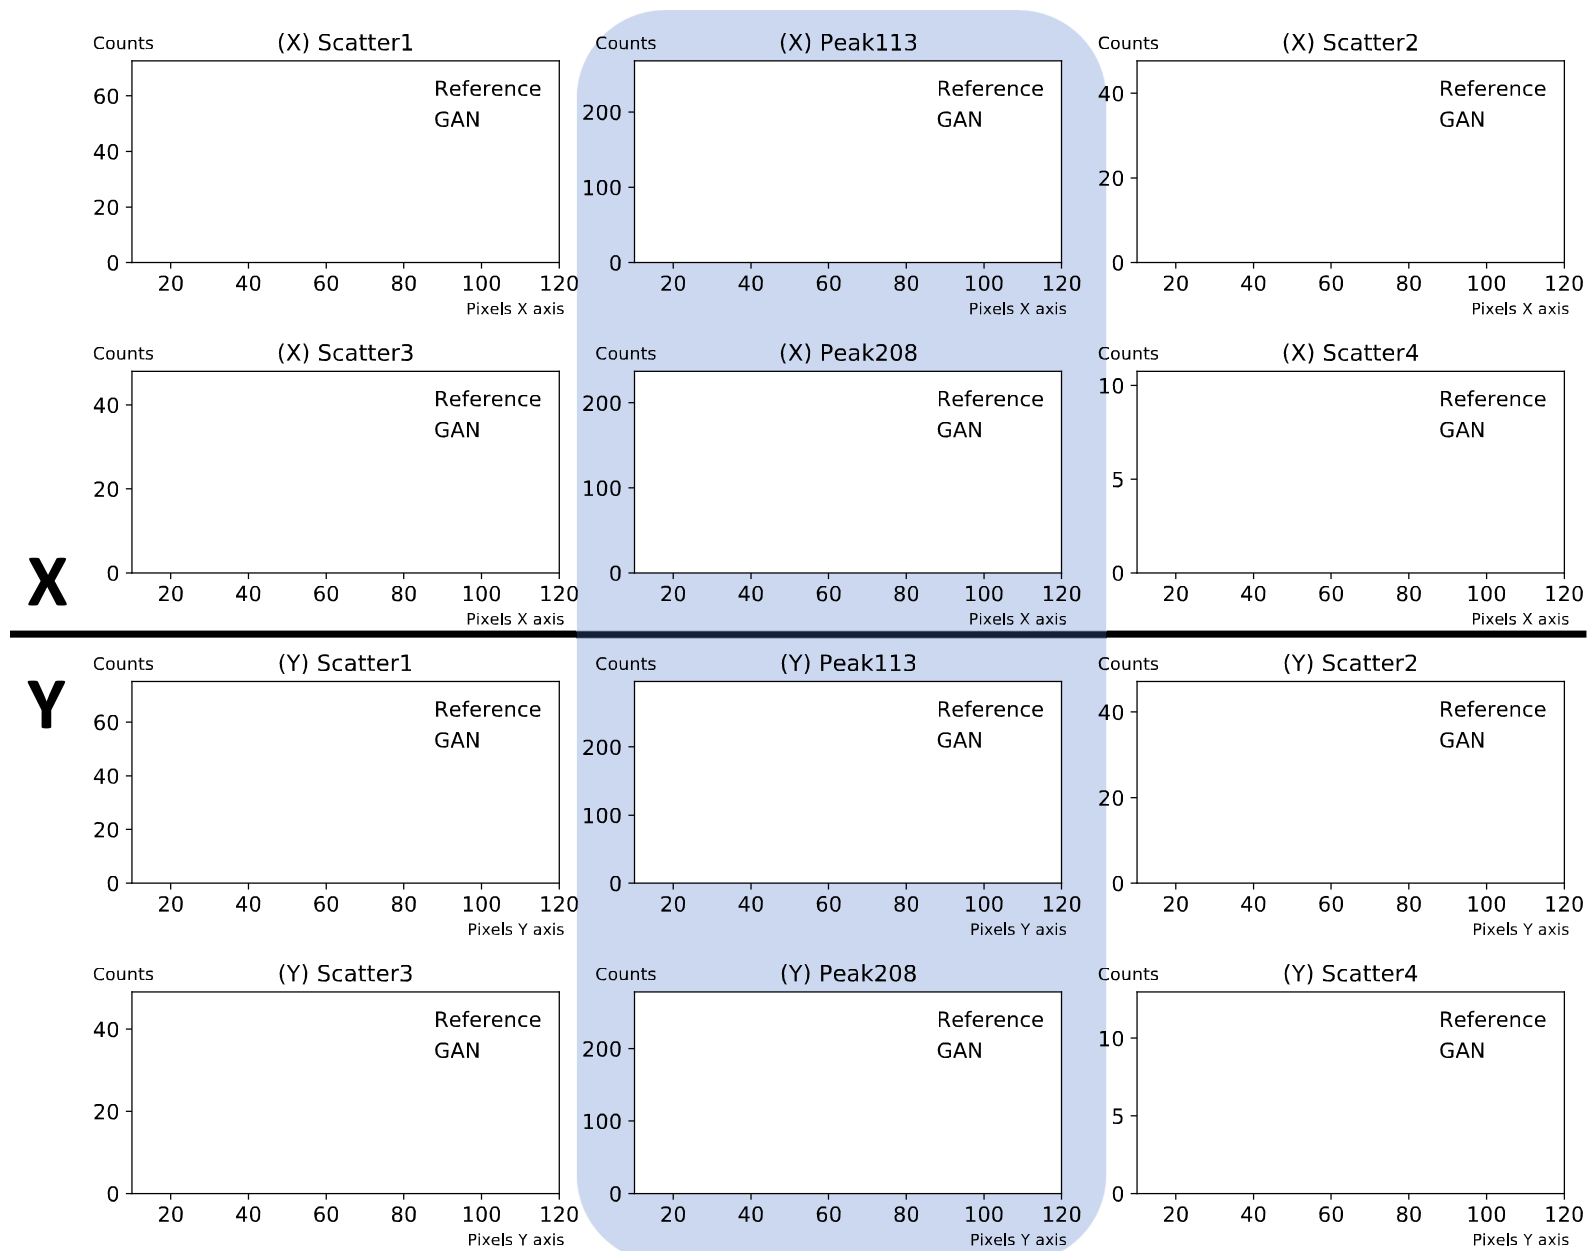 Counts (X) Scatter1
60
40
20
0
Reference
GAN
20 40 60 80 100 120
Pixels X axis
Counts (X) Peak113
200
100
0
Reference
GAN
20 40 60 80 100 120
Pixels X axis
Counts (X) Scatter2
40
20
0
Reference
GAN
20 40 60 80 100 120
Pixels X axis
Counts (X) Scatter3
40
20
0
Reference
GAN
20 40 60 80 100 120
Pixels X axis
Counts (X) Peak208
200
100
0
Reference
GAN
20 40 60 80 100 120
Pixels X axis
Counts (X) Scatter4
10
5
0
Reference
GAN
20 40 60 80 100 120
Pixels X axis
X
Y
Counts (Y) Scatter1
60
40
20
0
Reference
GAN
20 40 60 80 100 120
Pixels Y axis
Counts (Y) Peak113
200
100
0
Reference
GAN
20 40 60 80 100 120
Pixels Y axis
Counts (Y) Scatter2
40
20
0
Reference
GAN
20 40 60 80 100 120
Pixels Y axis
Counts (Y) Scatter3
40
20
0
Reference
GAN
20 40 60 80 100 120
Pixels Y axis
Counts (Y) Peak208
200
100
0
Reference
GAN
20 40 60 80 100 120
Pixels Y axis
Counts (Y) Scatter4
10
5
0
Reference
GAN
20 40 60 80 100 120
Pixels Y axis